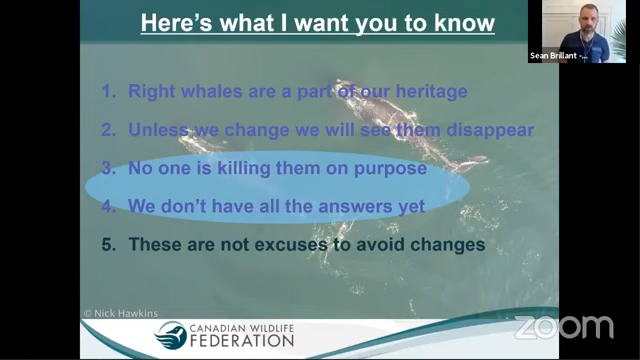 Here's what I want you to know
Sean Brillant -...
1. Right whales are a part of our heritage
2. Unless we change we will see them disappear
3. No one is killing them on purpose
4. We don't have all the answers yet
5. These are not excuses to avoid changes
© Nick Hawkins
CANADIAN WILDLIFE
FEDERATION
zoom